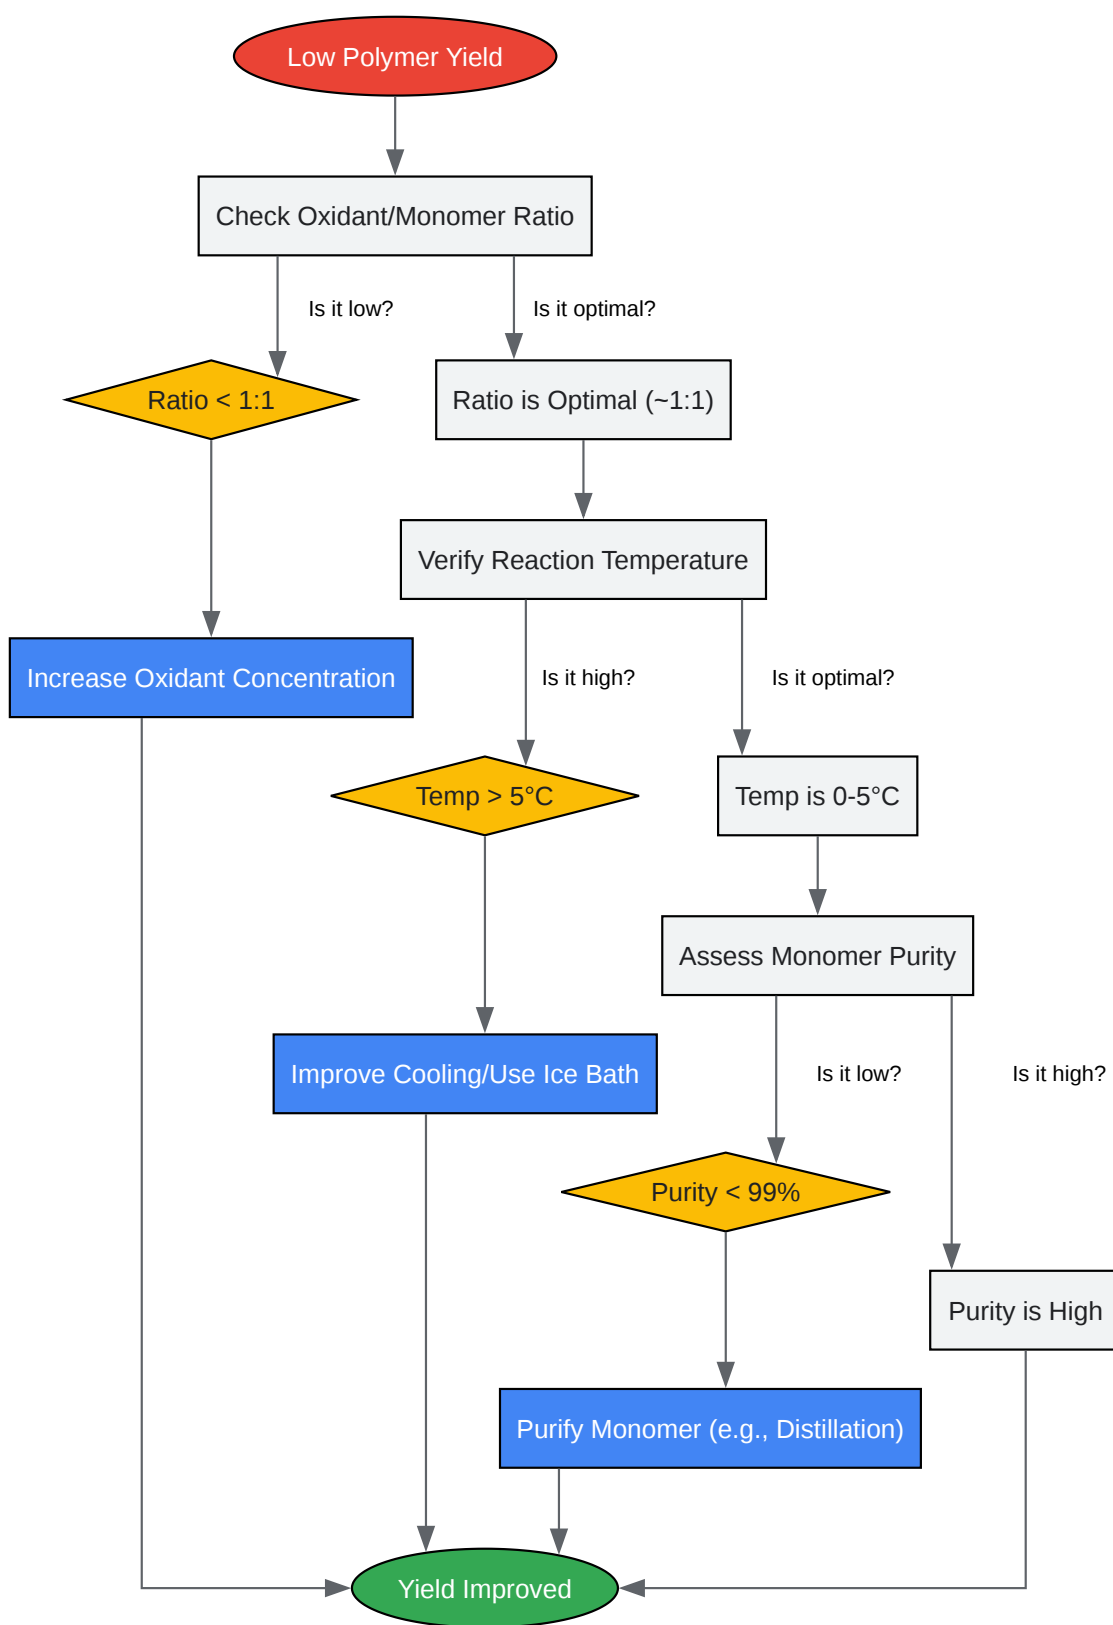 Low Polymer Yield
Check Oxidant/Monomer Ratio
Is it low?
Is it optimal?
Ratio < 1:1
Ratio is Optimal (~1:1)
Verify Reaction Temperature
Increase Oxidant Concentration
Is it high?
Is it optimal?
Temp > 5°C
Temp is 0-5°C
Assess Monomer Purity
Improve Cooling/Use Ice Bath
Is it low?
Is it high?
Purity < 99%
Purity is High
Purify Monomer (e.g., Distillation)
Yield Improved